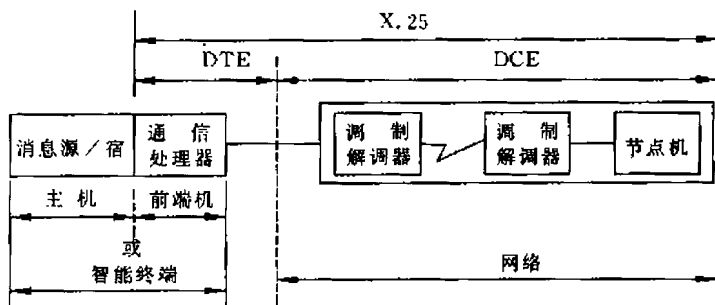 X.25
DTE
DCE
消息源/宿
通信
处理器
调制
解调器
调制
解调器
节点机
主机
前端机
或
智能终端
网络